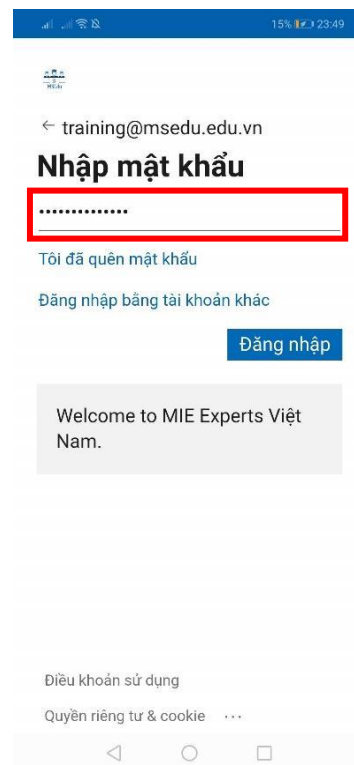 15% 23:49
MSEdu
← training@msedu.edu.vn
Nhập mật khẩu
••••••••••••••
Tôi đã quên mật khẩu
Đăng nhập bằng tài khoản khác
Đăng nhập
Welcome to MIE Experts Việt
Nam.
Điều khoản sử dụng
Quyền riêng tư & cookie ...